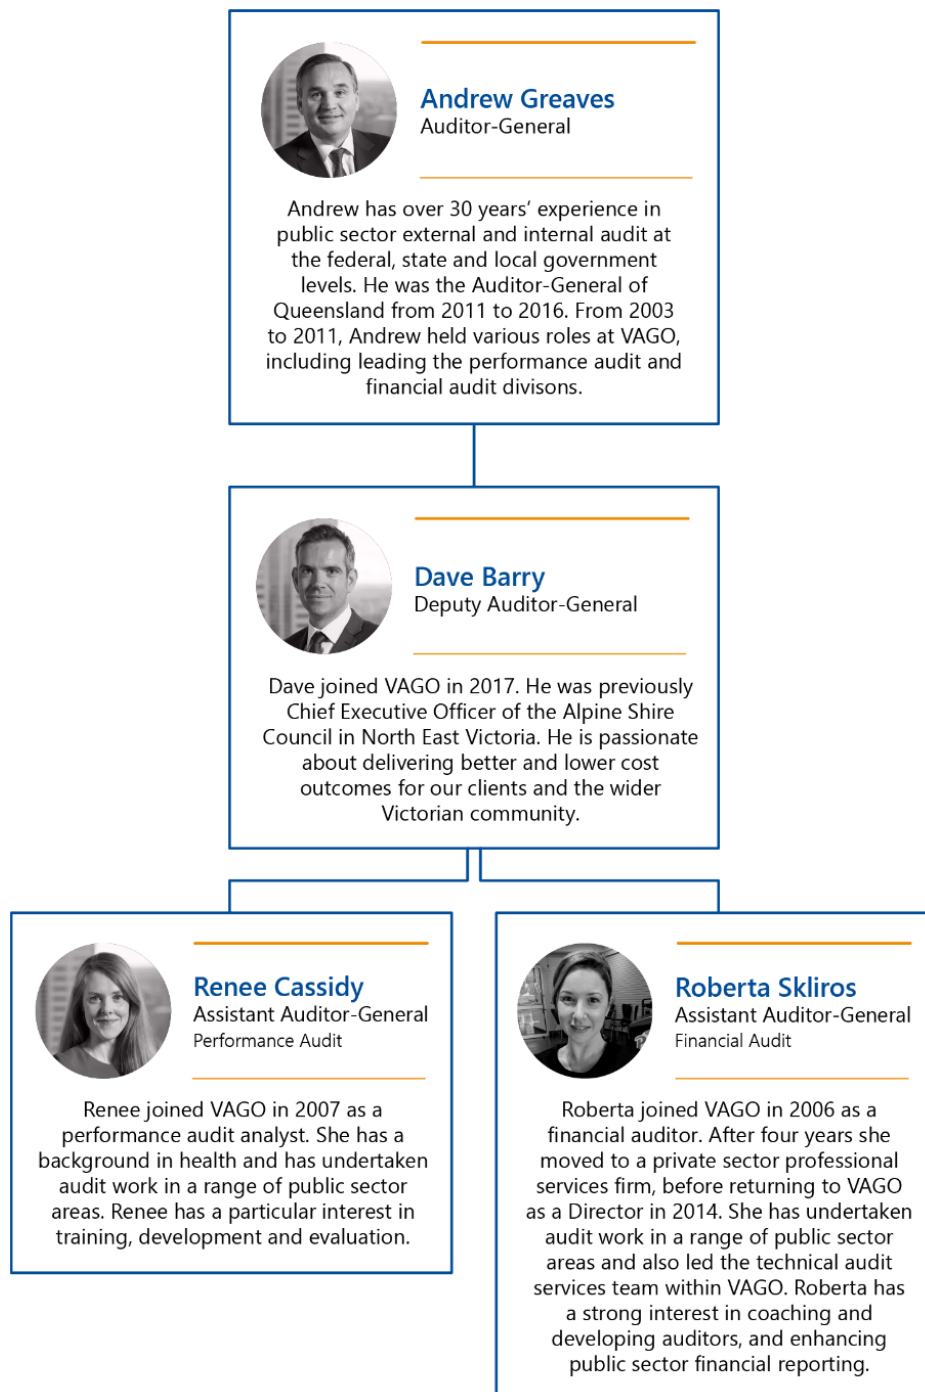 Andrew Greaves
Auditor-General
Andrew has over 30 years‘ experience in
public sector external and internal audit at
the federal, state and local government
levels. He was the Auditor-General of
Queensland from 2011 to 2016. From 2003
to 2011, Andrew held various roles at VAGO,
including leading the performance audit and
financial audit divisons.
Dave Barry
Deputy Auditor-General
Dave joined VAGO in 2017. He was previously
Chief Executive Officer of the Alpine Shire
Council in North East Victoria. He is passionate
about delivering better and lower cost
outcomes for our clients and the wider
Victorian community.
Renee Cassidy
Assistant Auditor-General
Performance Audit
Renee joined VAGO in 2007 as a
performance audit analyst. She has a
background in health and has undertaken
audit work in a range of public sector
areas. Renee has a particular interest in
training, development and evaluation.
Roberta Skliros
Assistant Auditor-General
Financial Audit
Roberta joined VAGO in 2006 as a
financial auditor. After four years she
moved to a private sector professional
services firm, before returning to VAGO
as a Director in 2014. She has undertaken
audit work in a range of public sector
areas and also led the technical audit
services team within VAGO. Roberta has
a strong interest in coaching and
developing auditors, and enhancing
public sector financial reporting.